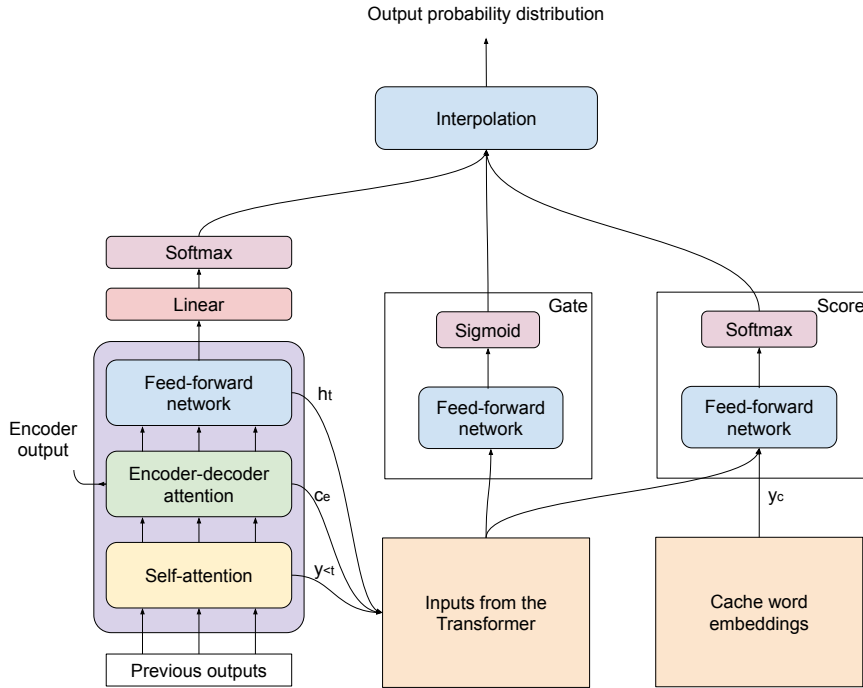 Output probability distribution
Interpolation
Softmax
Linear
Gate
Score
Sigmoid
Softmax
Feed-forward
network
ht
Feed-forward
network
Feed-forward
network
Encoder
output
Encoder-decoder
attention
ce
yc
Self-attention
y<t
Inputs from the
Transformer
Cache word
embeddings
Previous outputs